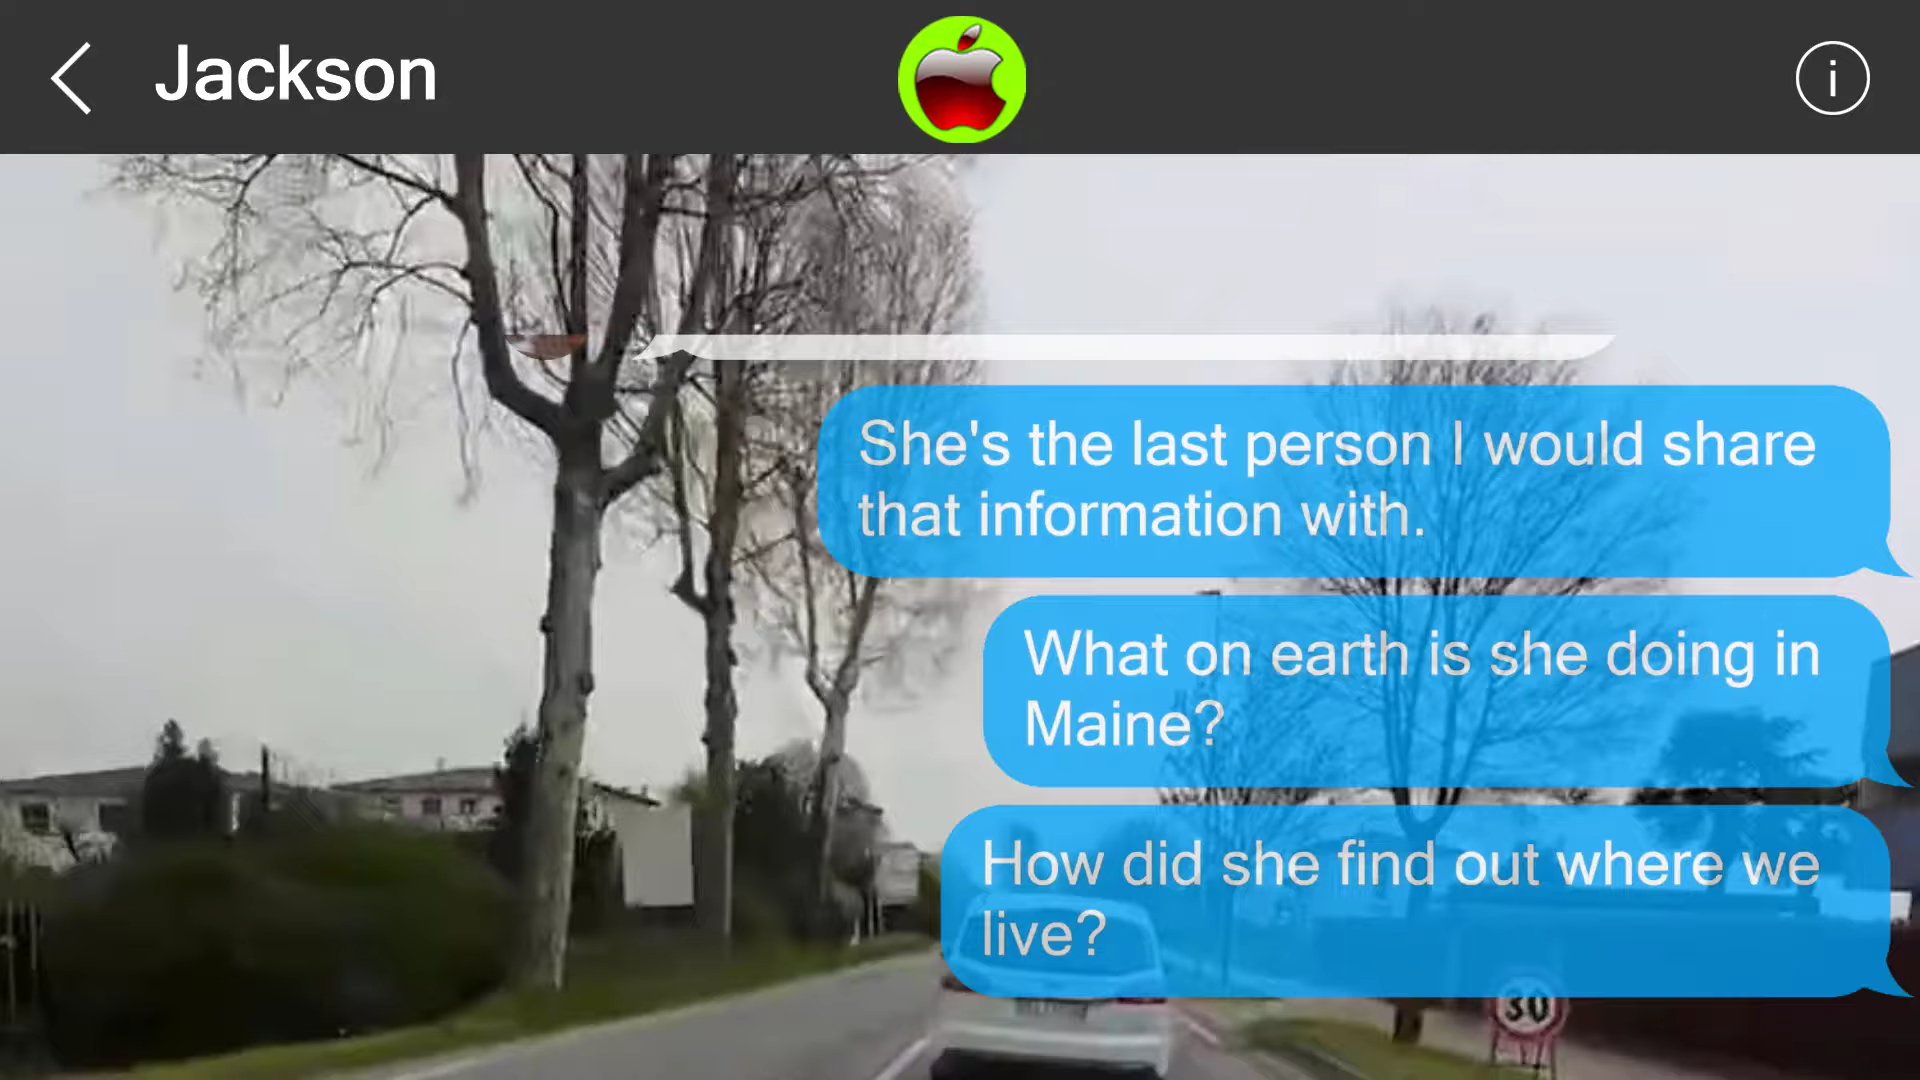 Jackson
She's the last person I would share
that information with.
What on earth is she doing in
Maine?
How did she find out where we
live?
30